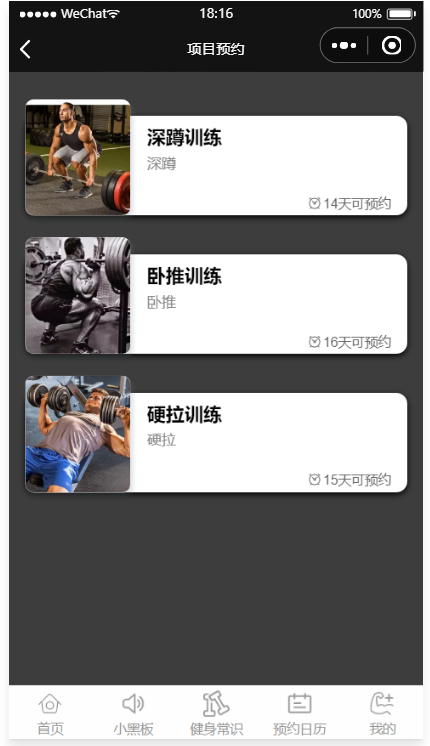 WeChat 18:16 100%
项目预约
深蹲训练
深蹲
14天可预约
卧推训练
卧推
16天可预约
硬拉训练
硬拉
15天可预约
首页 小黑板 健身常识 预约日历 我的